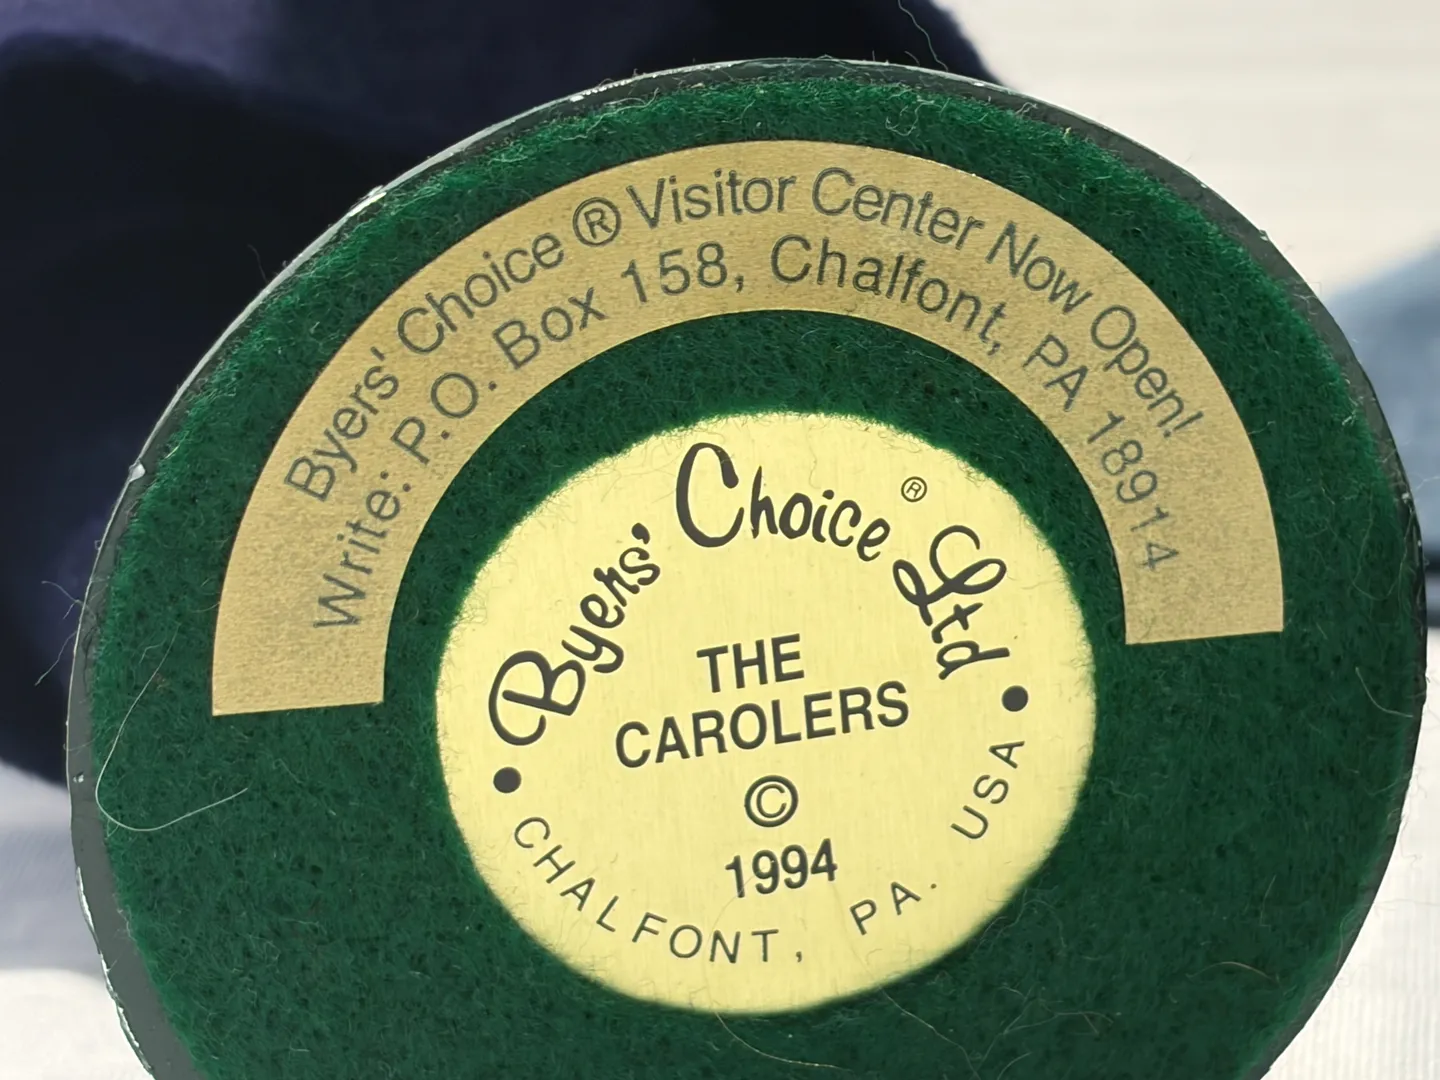 Byers' Choice ® Visitor Center Now Open!
Write: P.O. Box 158, Chalfont, PA 18914
Byers' Choice ® Ltd
THE
CAROLERS
©
1994
• CHALFONT, PA. USA •